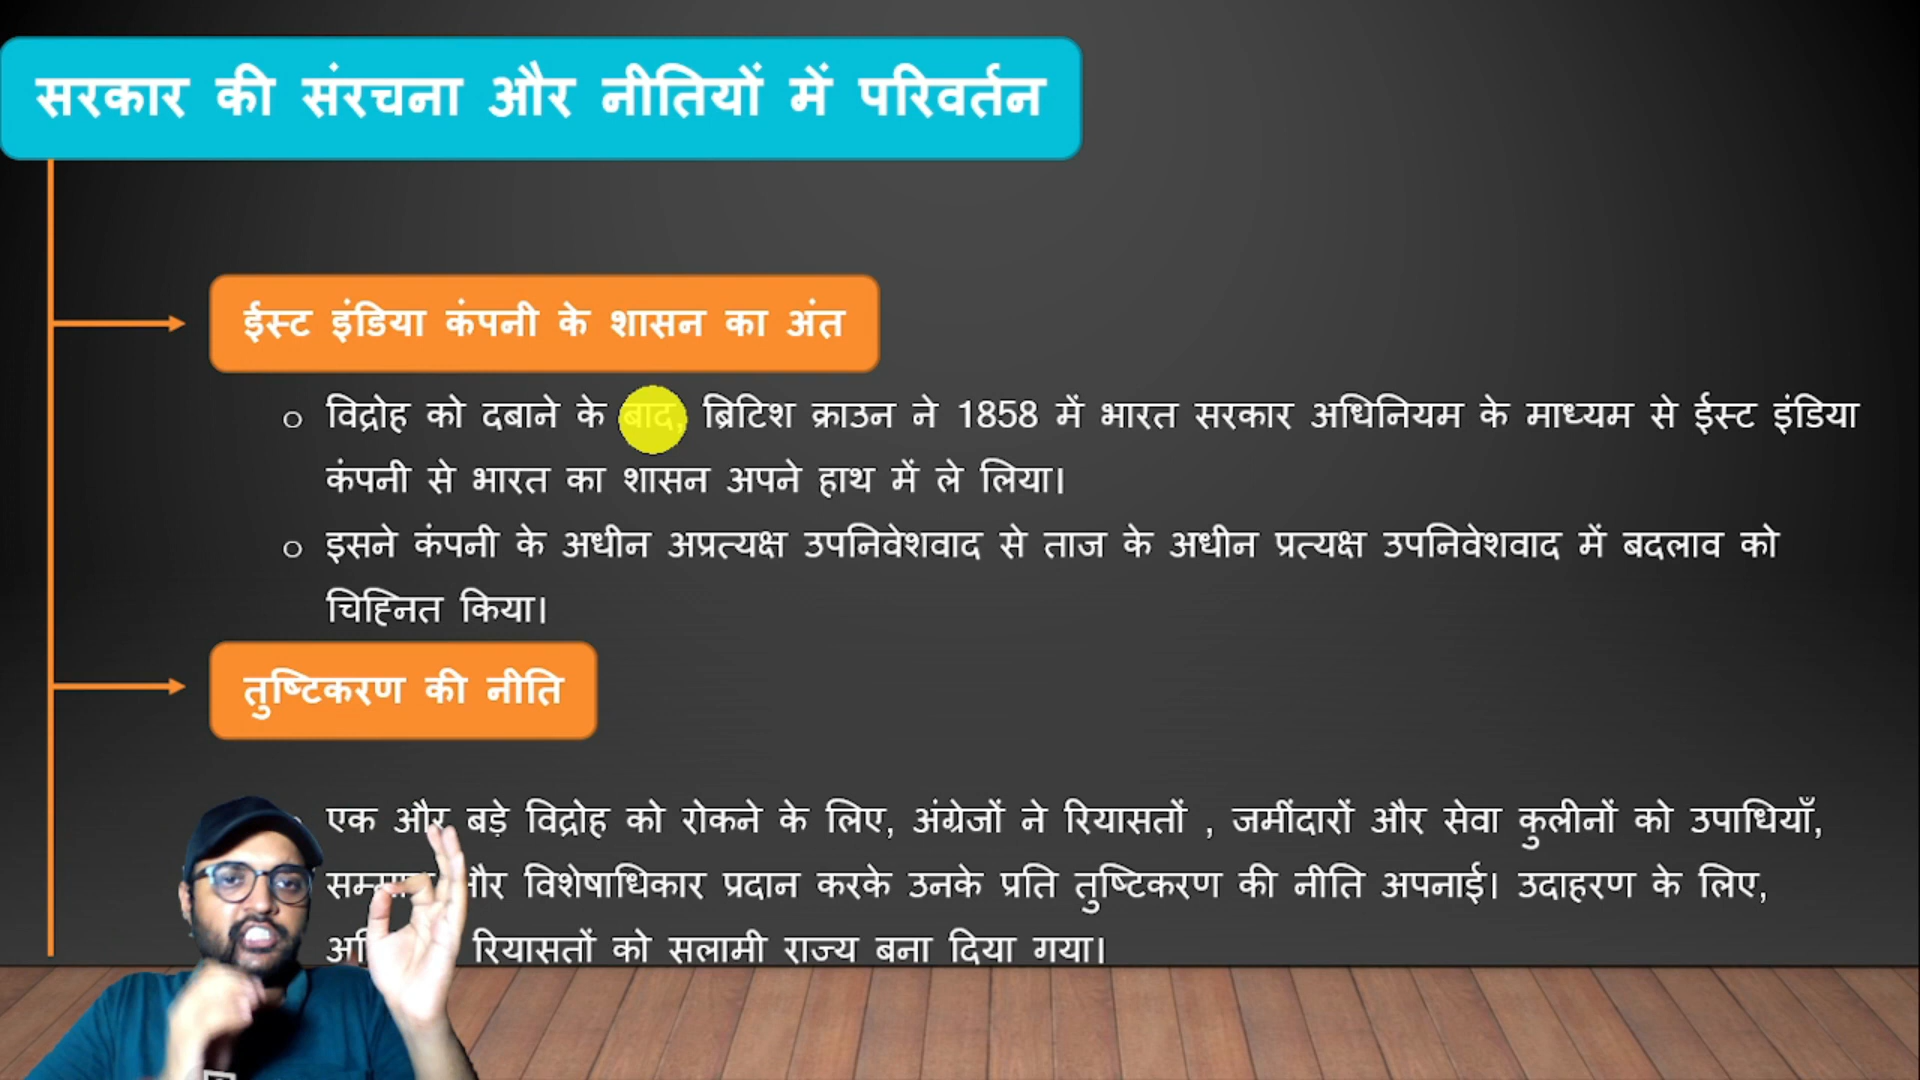 सरकार की संरचना और नीतियों में परिवर्तन
ईस्ट इंडिया कंपनी के शासन का अंत
○ विद्रोह को दबाने के बाद, ब्रिटिश क्राउन ने 1858 में भारत सरकार अधिनियम के माध्यम से ईस्ट इंडिया
कंपनी से भारत का शासन अपने हाथ में ले लिया।
○ इसने कंपनी के अधीन अप्रत्यक्ष उपनिवेशवाद से ताज के अधीन प्रत्यक्ष उपनिवेशवाद में बदलाव को
चिह्नित किया।
तुष्टिकरण की नीति
एक और बड़े विद्रोह को रोकने के लिए, अंग्रेजों ने रियासतों , जमींदारों और सेवा कुलीनों को उपाधियाँ,
और विशेषाधिकार प्रदान करके उनके प्रति तुष्टिकरण की नीति अपनाई। उदाहरण के लिए,
रियासतों को सलामी राज्य बना दिया गया।